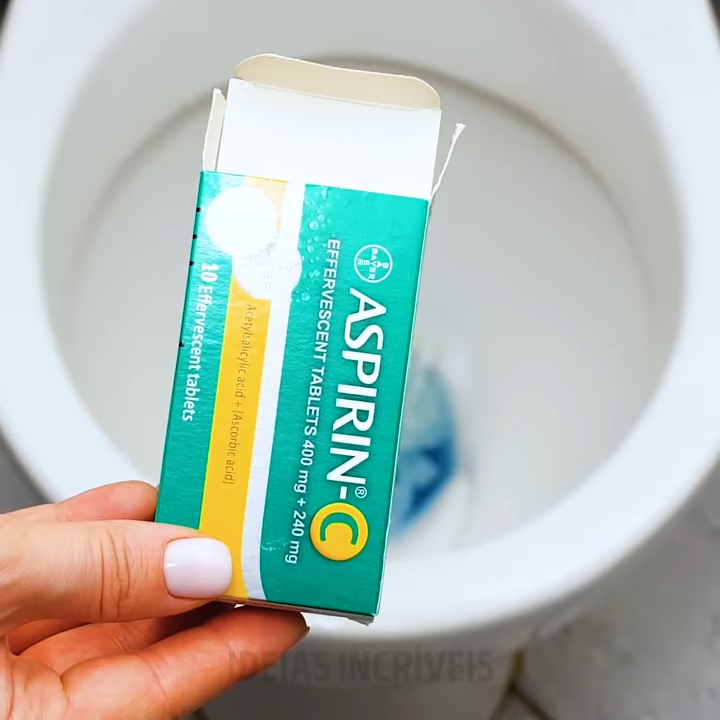 BAYER
ASPIRIN-C®
EFFERVESCENT TABLETS 400 mg + 240 mg
Acetylsalicylic acid + [Ascorbic acid]
10 Effervescent tablets
IDEIAS INCRÍVEIS